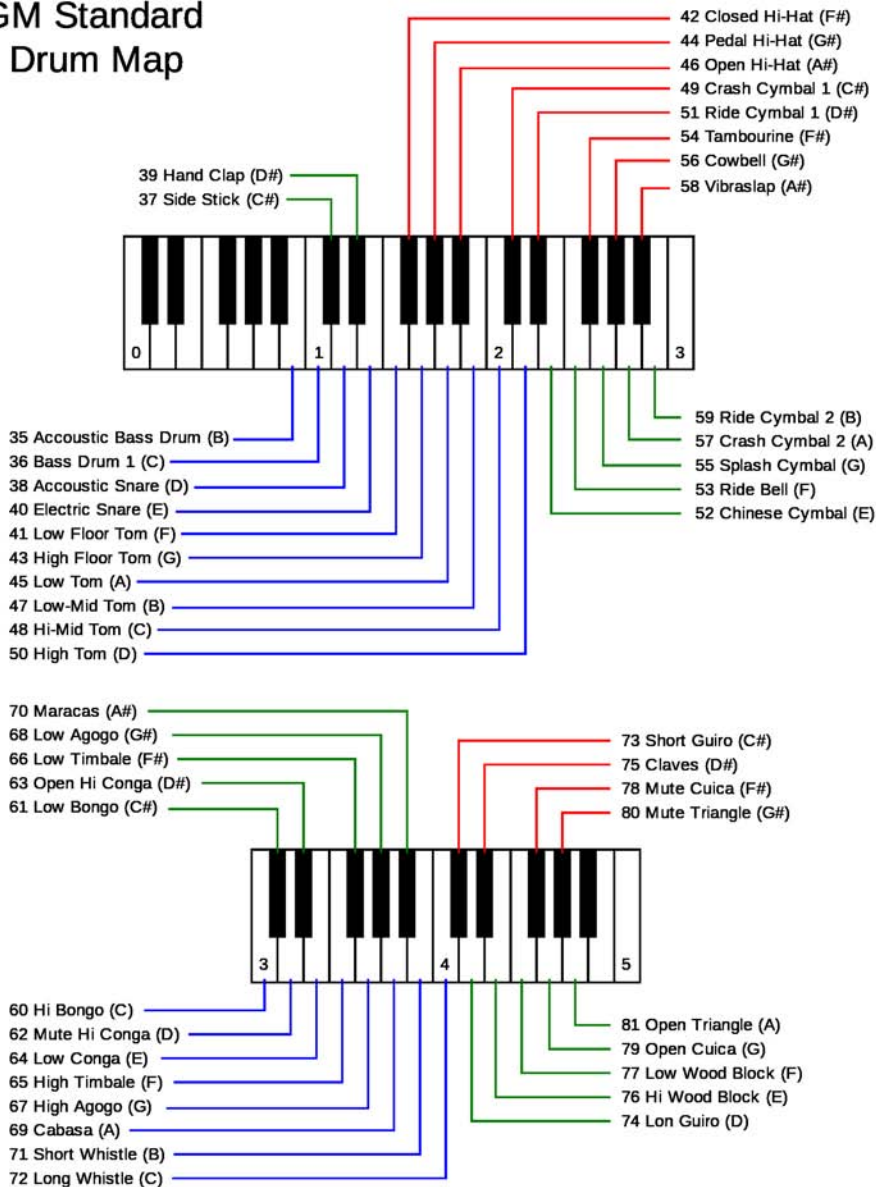 GM Standard
Drum Map
42 Closed Hi-Hat (F#)
44 Pedal Hi-Hat (G#)
46 Open Hi-Hat (A#)
49 Crash Cymbal 1 (C#)
51 Ride Cymbal 1 (D#)
54 Tambourine (F#)
56 Cowbell (G#)
58 Vibraslap (A#)
39 Hand Clap (D#)
37 Side Stick (C#)
0 1 2 3
35 Accoustic Bass Drum (B)
36 Bass Drum 1 (C)
38 Accoustic Snare (D)
40 Electric Snare (E)
41 Low Floor Tom (F)
43 High Floor Tom (G)
45 Low Tom (A)
47 Low-Mid Tom (B)
48 Hi-Mid Tom (C)
50 High Tom (D)
59 Ride Cymbal 2 (B)
57 Crash Cymbal 2 (A)
55 Splash Cymbal (G)
53 Ride Bell (F)
52 Chinese Cymbal (E)
70 Maracas (A#)
68 Low Agogo (G#)
66 Low Timbale (F#)
63 Open Hi Conga (D#)
61 Low Bongo (C#)
73 Short Guiro (C#)
75 Claves (D#)
78 Mute Cuica (F#)
80 Mute Triangle (G#)
3 4 5
60 Hi Bongo (C)
62 Mute Hi Conga (D)
64 Low Conga (E)
65 High Timbale (F)
67 High Agogo (G)
69 Cabasa (A)
71 Short Whistle (B)
72 Long Whistle (C)
81 Open Triangle (A)
79 Open Cuica (G)
77 Low Wood Block (F)
76 Hi Wood Block (E)
74 Lon Guiro (D)